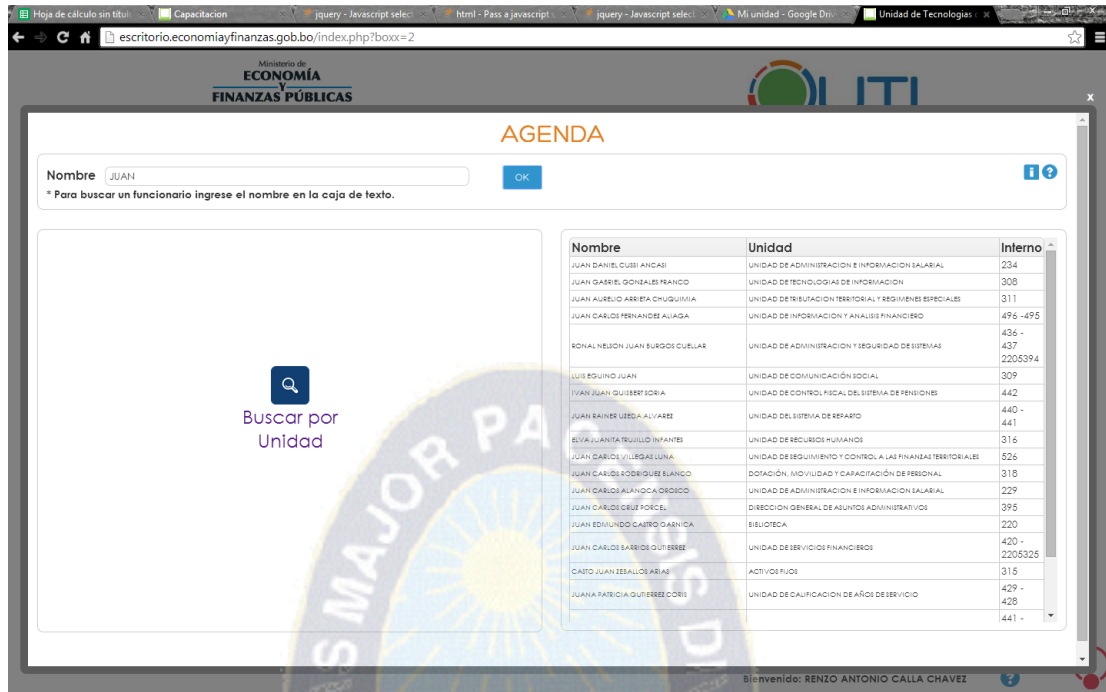 Hoja de cálculo sin títul
Capacitacion
jquery - Javascript select
html - Pass a javascript v
jquery - Javascript select
Mi unidad - Google Driv
Unidad de Tecnologias d
escritorio.economiayfinanzas.gob.bo/index.php?boxx=2
Ministerio de
ECONOMÍA
Y
FINANZAS PÚBLICAS
UTI
x
AGENDA
Nombre JUAN OK
* Para buscar un funcionario ingrese el nombre en la caja de texto.
Buscar por
Unidad
Nombre Unidad Interno
JUAN DANIEL CUSSI ANCASI UNIDAD DE ADMINISTRACION E INFORMACION SALARIAL 234
JUAN GABRIEL GONZALES FRANCO UNIDAD DE TECNOLOGIAS DE INFORMACION 308
JUAN AURELIO ARRIETA CHUQUIMIA UNIDAD DE TRIBUTACION TERRITORIAL Y REGIMENES ESPECIALES 311
JUAN CARLOS FERNANDEZ ALIAGA UNIDAD DE INFORMACION Y ANALISIS FINANCIERO 496 -495
RONAL NELSON JUAN BURGOS CUELLAR UNIDAD DE ADMINISTRACION Y SEGURIDAD DE SISTEMAS 436 -
437
2205394
LUIS EGUINO JUAN UNIDAD DE COMUNICACIÓN SOCIAL 309
IVAN JUAN QUISBERT SORIA UNIDAD DE CONTROL FISCAL DEL SISTEMA DE PENSIONES 442
JUAN RAINER UZEDA ALVAREZ UNIDAD DEL SISTEMA DE REPARTO 440 -
441
ELVA JUANITA TRUJILLO INFANTES UNIDAD DE RECURSOS HUMANOS 316
JUAN CARLOS VILLEGAS LUNA UNIDAD DE SEGUIMIENTO Y CONTROL A LAS FINANZAS TERRITORIALES 526
JUAN CARLOS RODRIGUEZ BLANCO DOTACIÓN, MOVILIDAD Y CAPACITACIÓN DE PERSONAL 318
JUAN CARLOS ALANOCA OROSCO UNIDAD DE ADMINISTRACION E INFORMACION SALARIAL 229
JUAN CARLOS CRUZ PORCEL DIRECCION GENERAL DE ASUNTOS ADMINISTRATIVOS 395
JUAN EDMUNDO CASTRO GARNICA BIBLIOTECA 220
JUAN CARLOS BARRIOS GUTIERREZ UNIDAD DE SERVICIOS FINANCIEROS 420 -
2205325
CASTO JUAN ZEBALLOS ARIAS ACTIVOS FIJOS 315
JUANA PATRICIA GUTIERREZ CORIS UNIDAD DE CALIFICACION DE AÑOS DE SERVICIO 429 -
428
441 -
Bienvenido: RENZO ANTONIO CALLA CHAVEZ